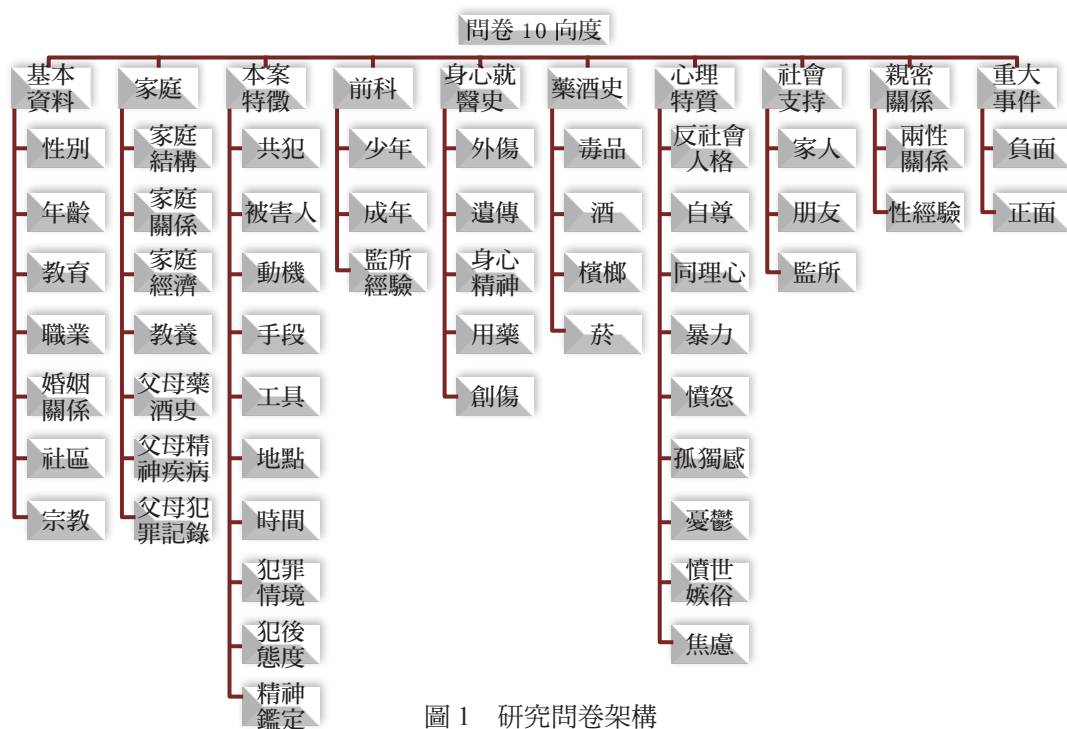 問卷 10 向度
基本
資料
家庭
本案
特徵
前科
身心就
醫史
藥酒史
心理
特質
社會
支持
親密
關係
重大
事件
性別
年齡
教育
職業
婚姻
關係
社區
宗教
家庭
結構
家庭
關係
家庭
經濟
教養
父母藥
酒史
父母精
神疾病
父母犯
罪記錄
共犯
被害人
動機
手段
工具
地點
時間
犯罪
情境
犯後
態度
精神
鑑定
少年
成年
監所
經驗
外傷
遺傳
身心
精神
用藥
創傷
毒品
酒
檳榔
菸
反社會
人格
自尊
同理心
暴力
憤怒
孤獨感
憂鬱
憤世
嫉俗
焦慮
家人
朋友
監所
兩性
關係
性經驗
負面
正面
圖 1 研究問卷架構